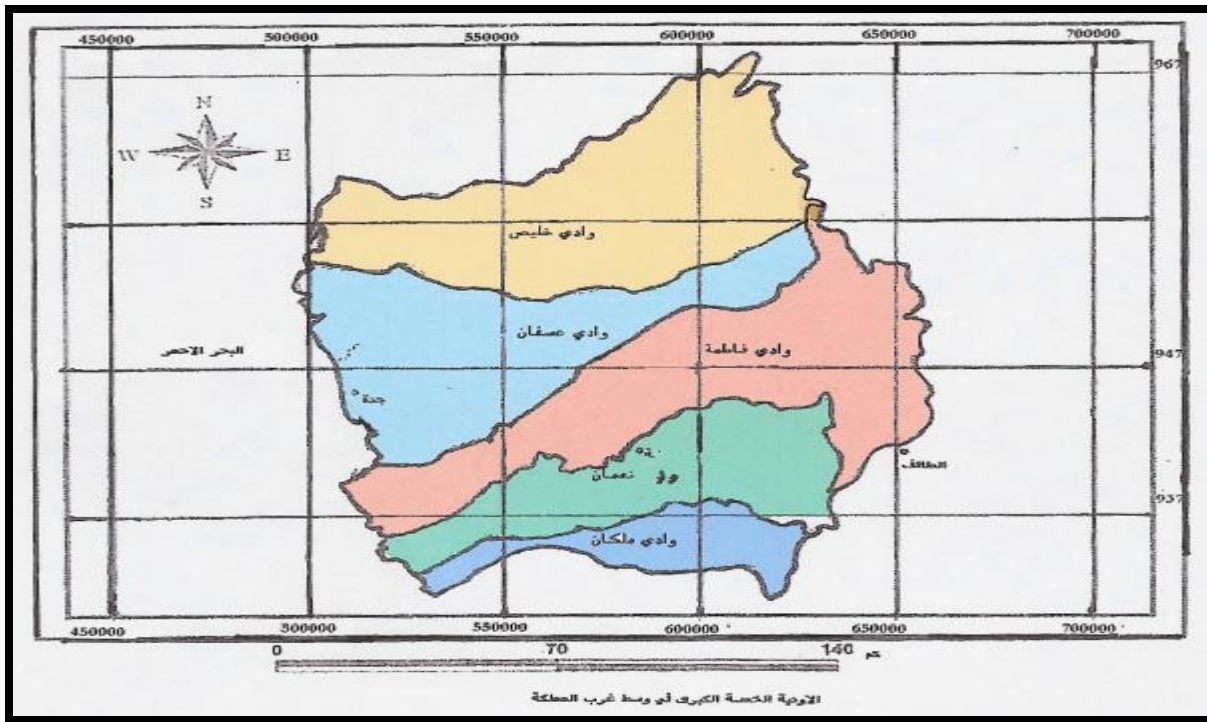 450000 500000 550000 600000 650000 700000
967
N
W E
S
وادي خليص
وادي عسفان
البحر الاحمر
وادي فاطمة
947
جدة
الطائف
نعمان
937
وادي ملكان
450000 500000 550000 600000 650000 700000
0 70 140 كم
الاودية الخمسة الكبرى في وسط غرب المملكة